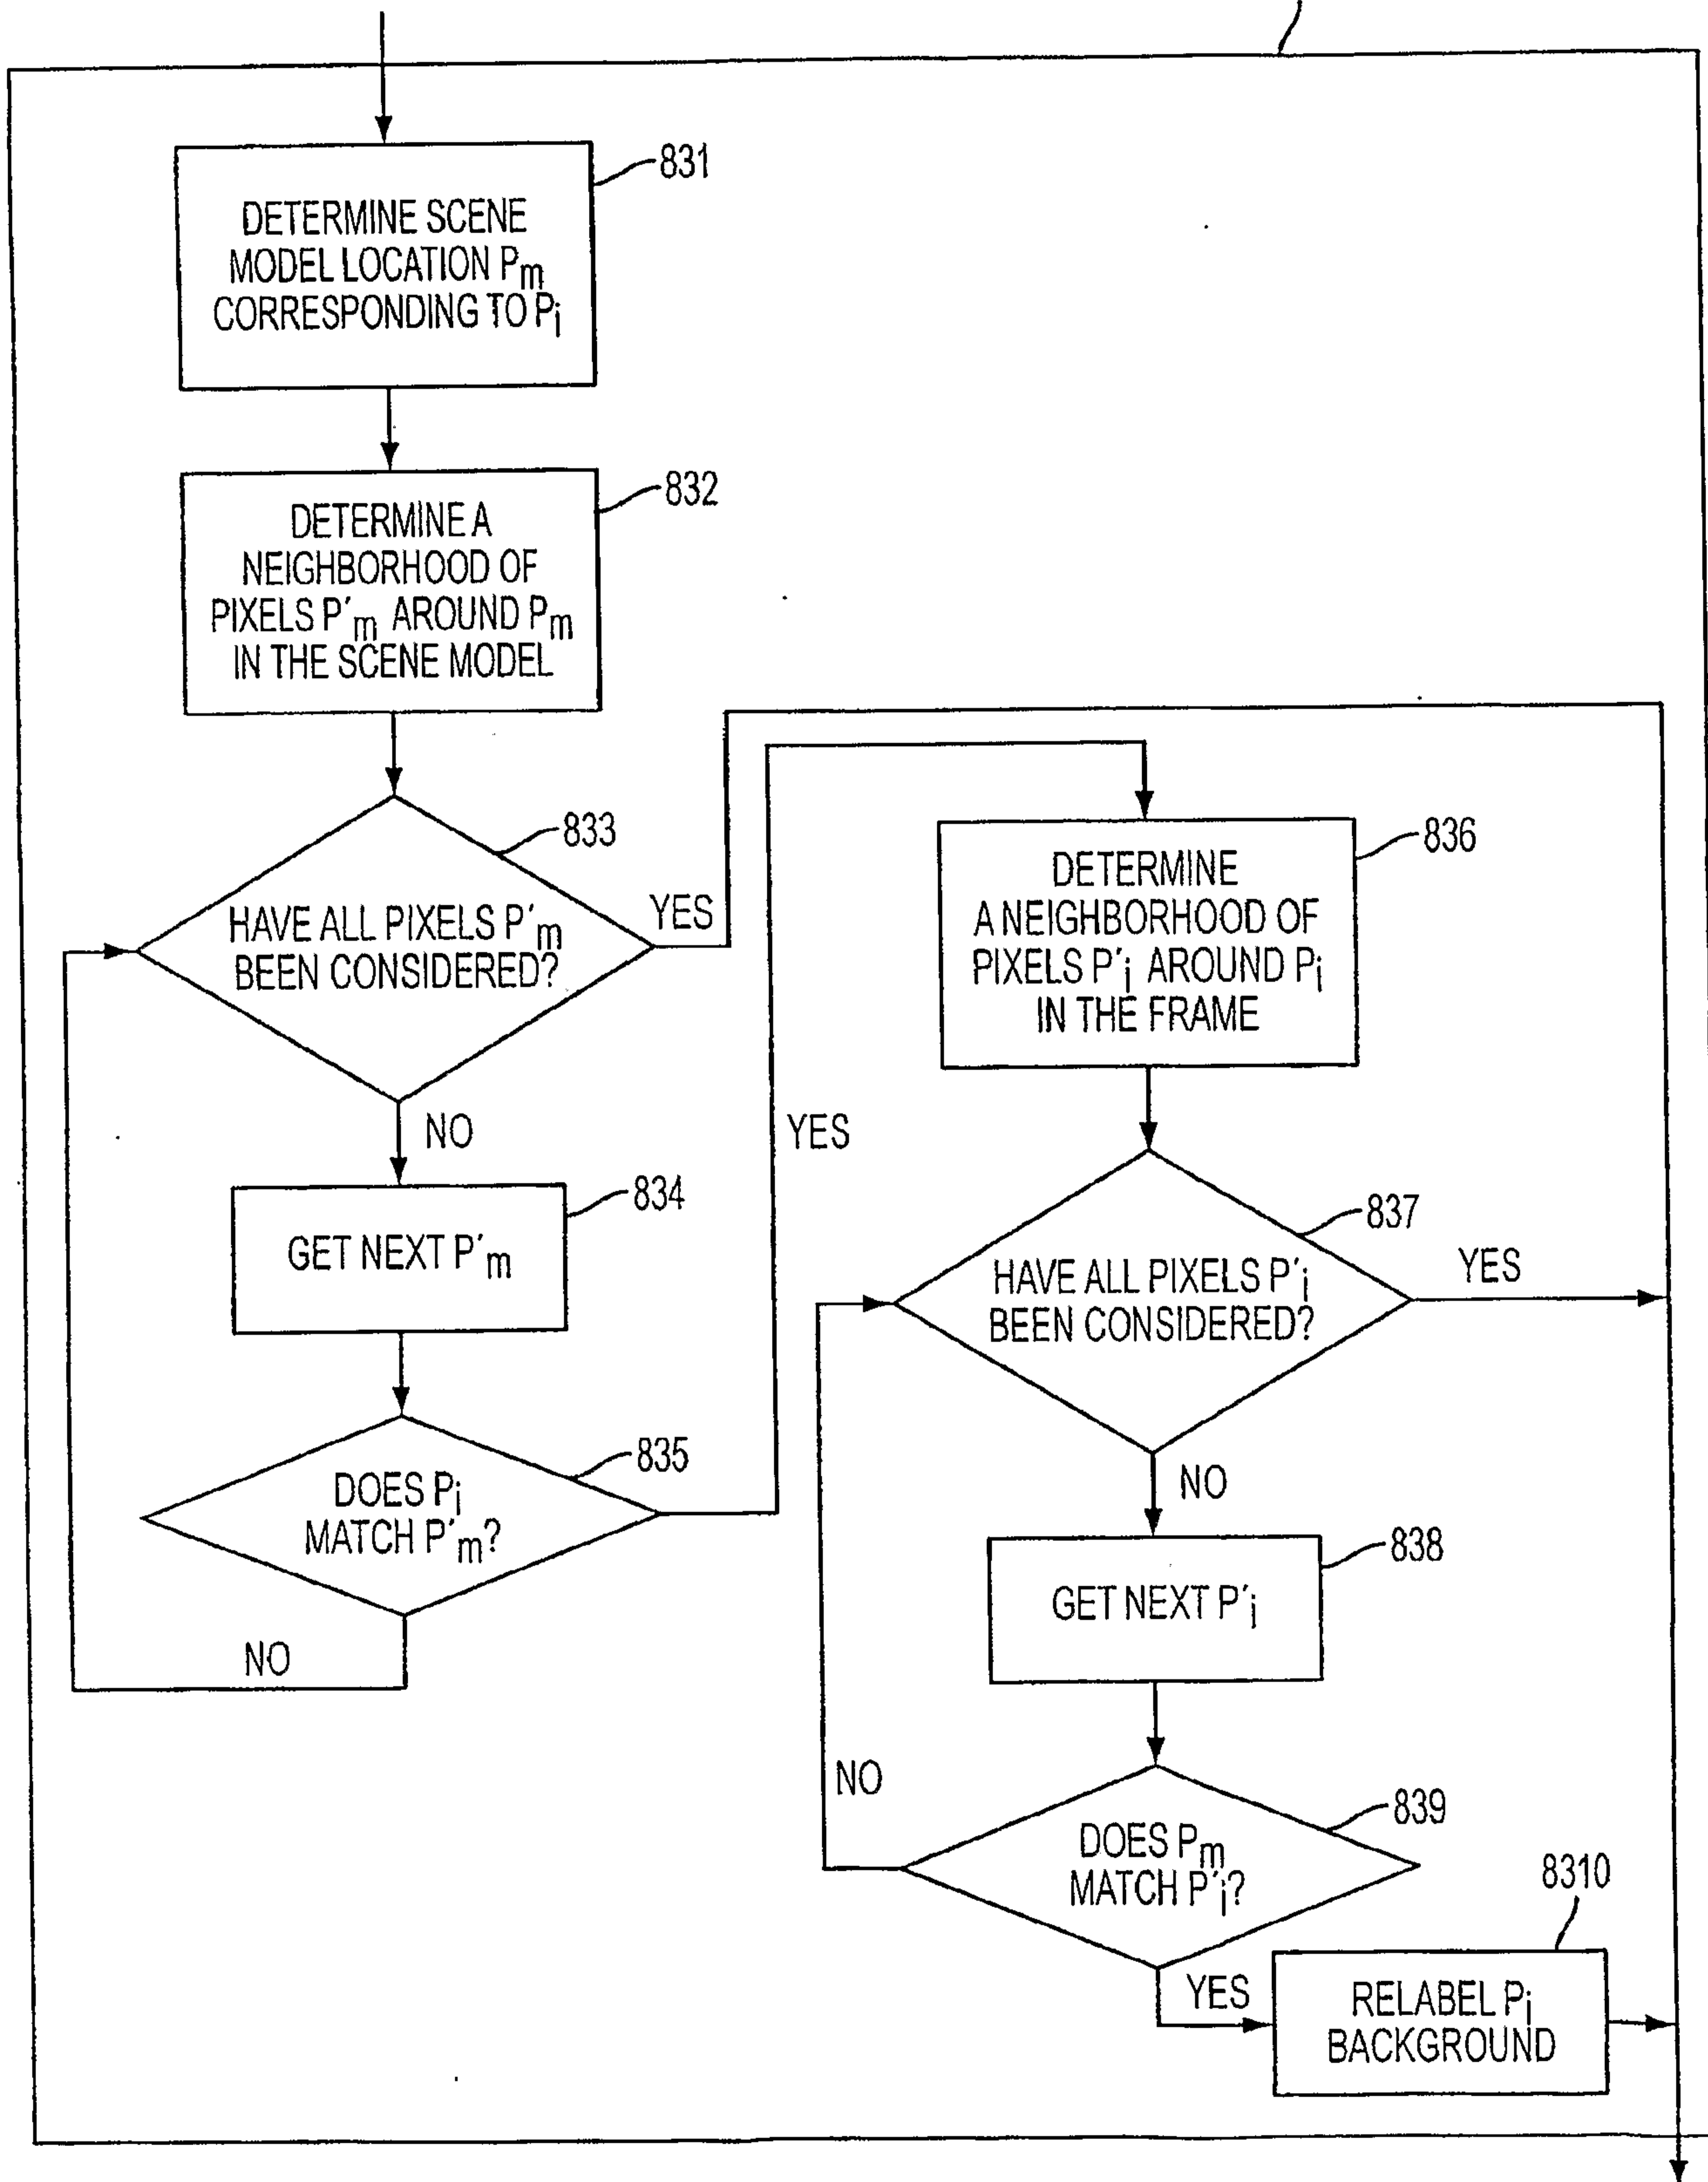 831
DETERMINE SCENE
MODEL LOCATION Pm
CORRESPONDING TO Pi
832
DETERMINE A
NEIGHBORHOOD OF
PIXELS P'm AROUND Pm
IN THE SCENE MODEL
833
HAVE ALL PIXELS P'm
BEEN CONSIDERED?
YES
NO
834
GET NEXT P'm
835
DOES Pi
MATCH P'm?
YES
NO
836
DETERMINE
A NEIGHBORHOOD OF
PIXELS P'i AROUND Pi
IN THE FRAME
837
HAVE ALL PIXELS P'i
BEEN CONSIDERED?
YES
NO
838
GET NEXT P'i
839
DOES Pm
MATCH P'i?
NO
YES
8310
RELABEL Pi
BACKGROUND